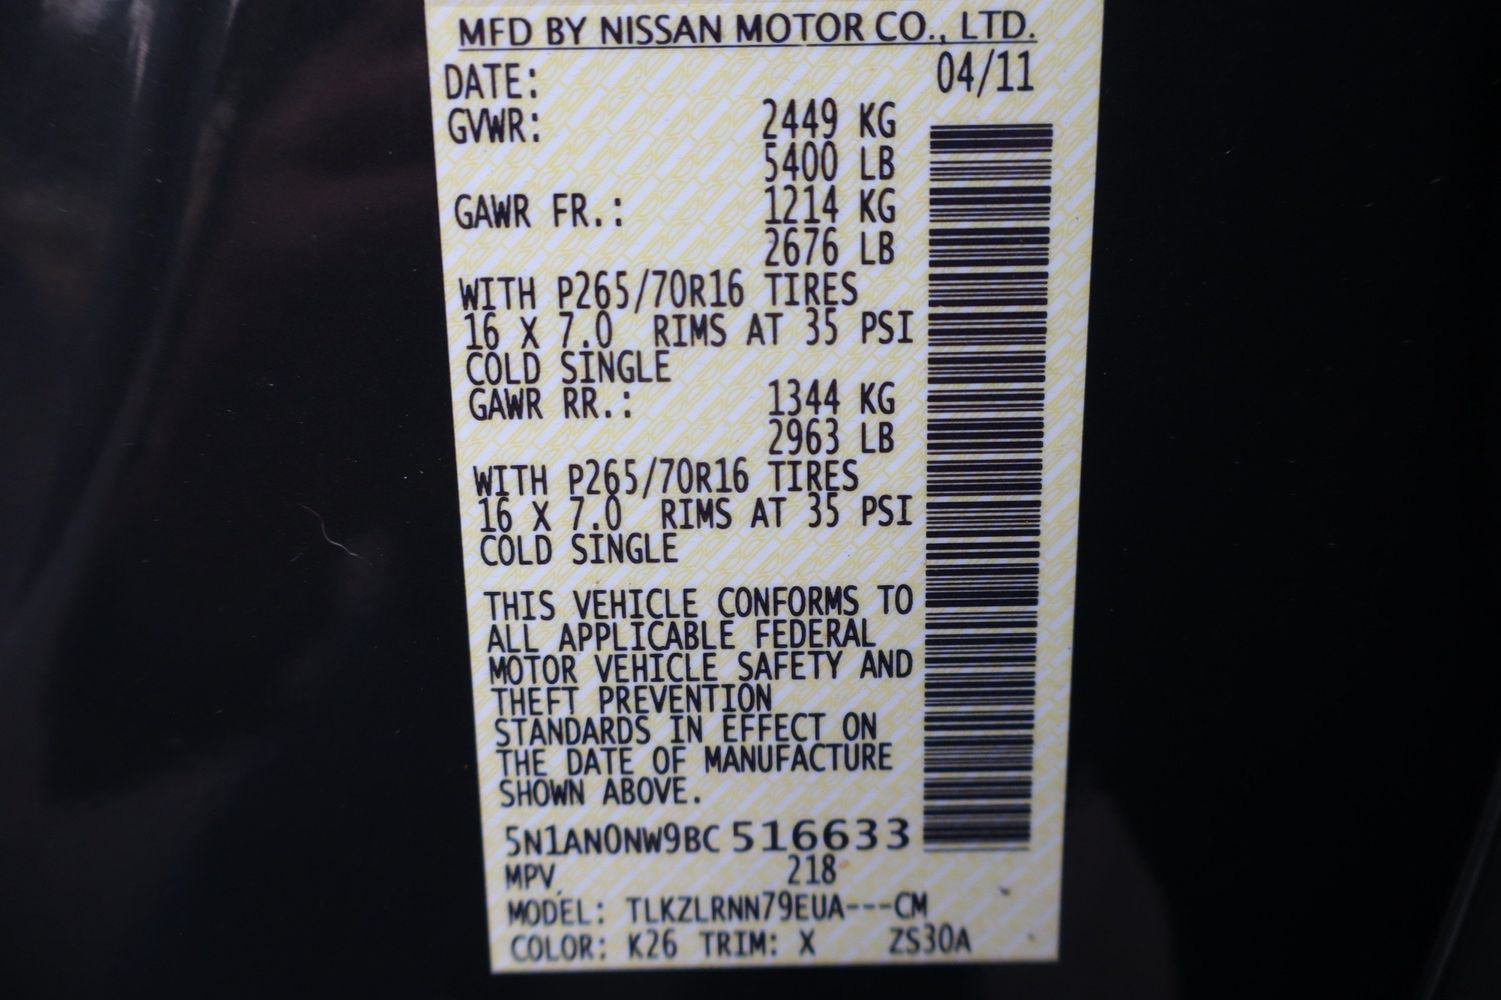 MFD BY NISSAN MOTOR CO., LTD.
DATE: 04/11
GVWR: 2449 KG
5400 LB
GAWR FR.: 1214 KG
2676 LB
WITH P265/70R16 TIRES
16 X 7.0 RIMS AT 35 PSI
COLD SINGLE
GAWR RR.: 1344 KG
2963 LB
WITH P265/70R16 TIRES
16 X 7.0 RIMS AT 35 PSI
COLD SINGLE
THIS VEHICLE CONFORMS TO
ALL APPLICABLE FEDERAL
MOTOR VEHICLE SAFETY AND
THEFT PREVENTION
STANDARDS IN EFFECT ON
THE DATE OF MANUFACTURE
SHOWN ABOVE.
5N1AN0NW9BC516633
MPV 218
MODEL: TLKZLRNN79EUA---CM
COLOR: K26 TRIM: X ZS30A